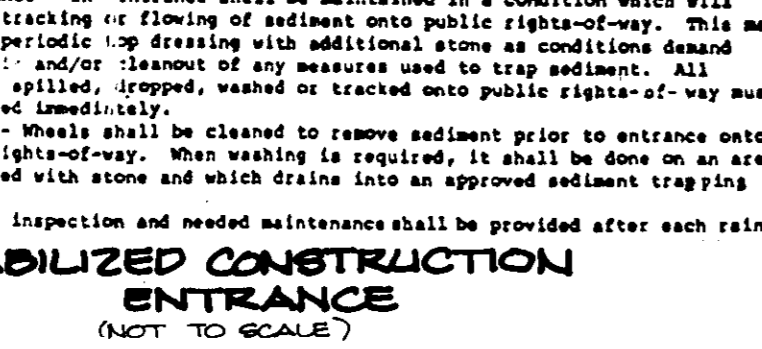 entrance shall be maintained in a condition which will
tracking or flowing of sediment onto public rights-of-way. This
periodic top dressing with additional stone as conditions demand
and/or cleanout of any measures used to trap sediment. All
spilled, dropped, washed or tracked onto public rights-of-way mus
ed immediately.
- Wheels shall be cleaned to remove sediment prior to entrance onto
ights-of-way. When washing is required, it shall be done on an are
ed with stone and which drains into an approved sediment trapping
inspection and needed maintenance shall be provided after each rain
BILIZED CONSTRUCTION
ENTRANCE
(NOT TO SCALE)